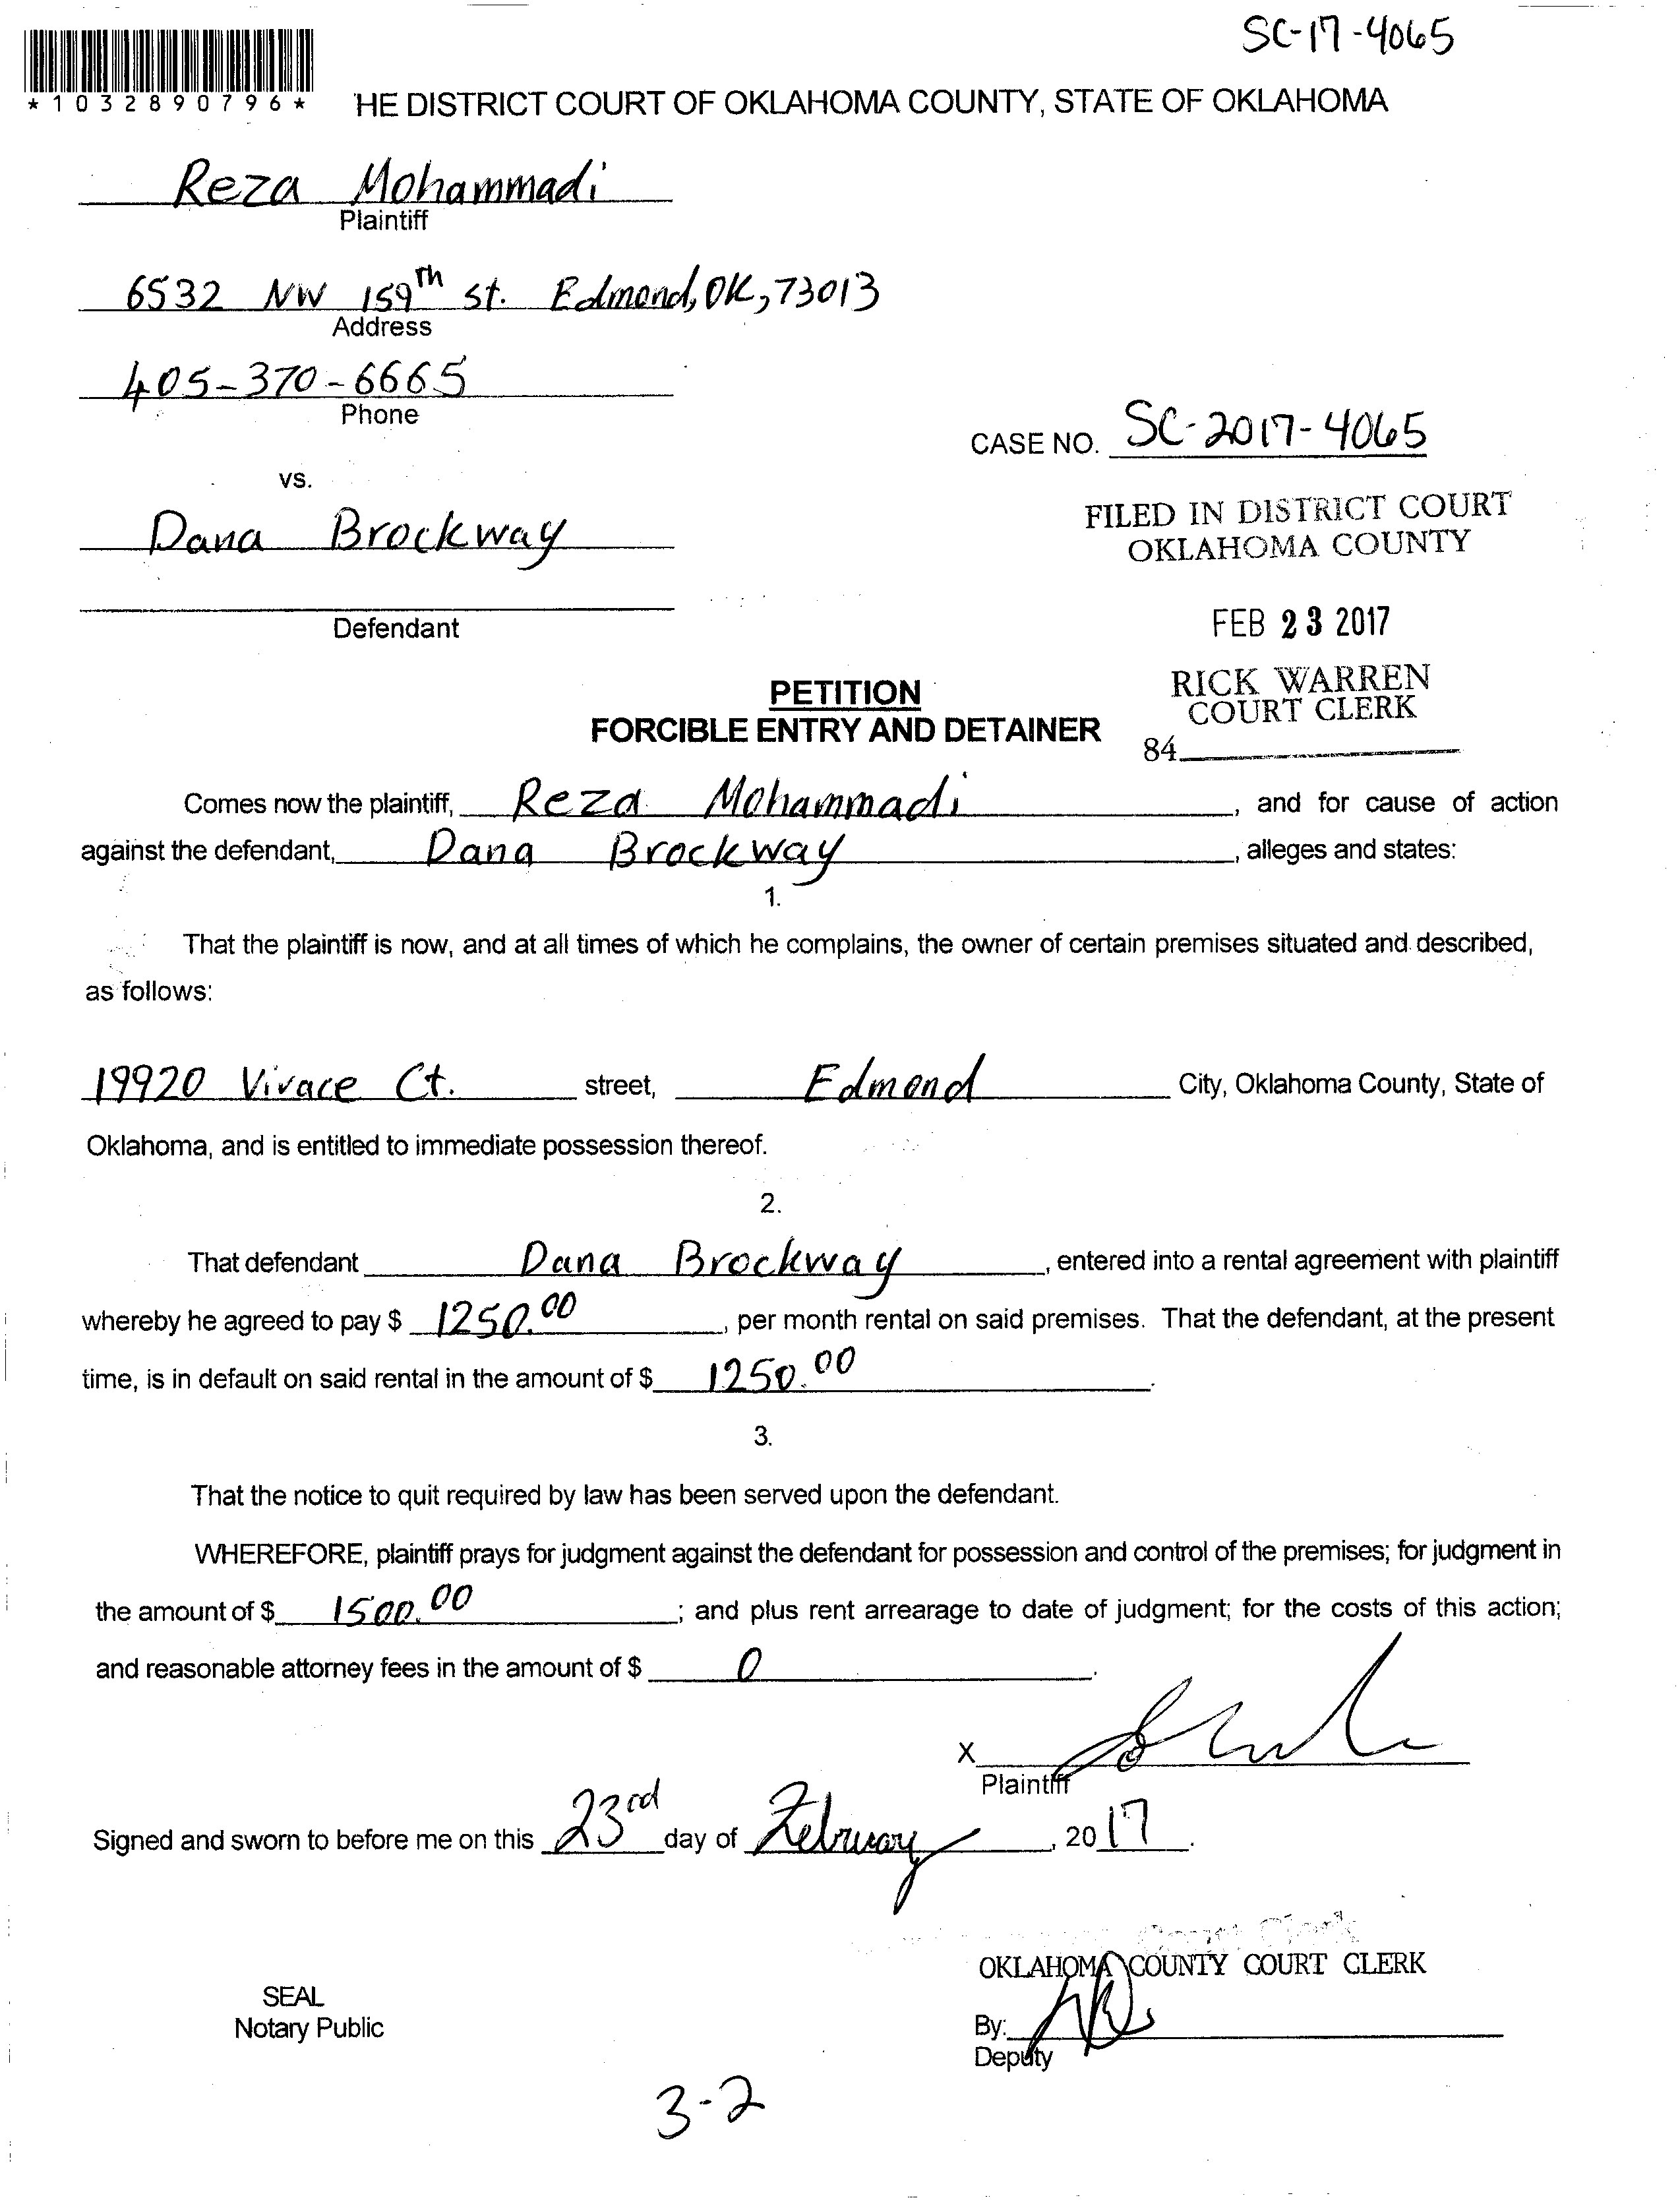 SC-17-4065
*1032890796*
HE DISTRICT COURT OF OKLAHOMA COUNTY, STATE OF OKLAHOMA
Reza Mohammadi
Plaintiff
6532 NW 159th st. Edmond, OK, 73013
Address
405-370-6665
Phone
CASE NO. SC-2017-4065
vs.
Dana Brockway
Defendant
FILED IN DISTRICT COURT
OKLAHOMA COUNTY
FEB 23 2017
RICK WARREN
COURT CLERK
84
PETITION
FORCIBLE ENTRY AND DETAINER
Comes now the plaintiff, Reza Mohammadi, and for cause of action
against the defendant, Dana Brockway, alleges and states:
1.
That the plaintiff is now, and at all times of which he complains, the owner of certain premises situated and described,
as follows:
19920 Vivace Ct. street, Edmond City, Oklahoma County, State of
Oklahoma, and is entitled to immediate possession thereof.
2.
That defendant Dana Brockway, entered into a rental agreement with plaintiff
whereby he agreed to pay $ 1250.00, per month rental on said premises. That the defendant, at the present
time, is in default on said rental in the amount of $ 1250.00.
3.
That the notice to quit required by law has been served upon the defendant.
WHEREFORE, plaintiff prays for judgment against the defendant for possession and control of the premises; for judgment in
the amount of $ 1500.00; and plus rent arrearage to date of judgment; for the costs of this action;
and reasonable attorney fees in the amount of $ 0.
X
Plaintiff
Signed and sworn to before me on this 23rd day of February, 2017.
Court Clerk
OKLAHOMA COUNTY COURT CLERK
SEAL
Notary Public
By:
Deputy
3-2